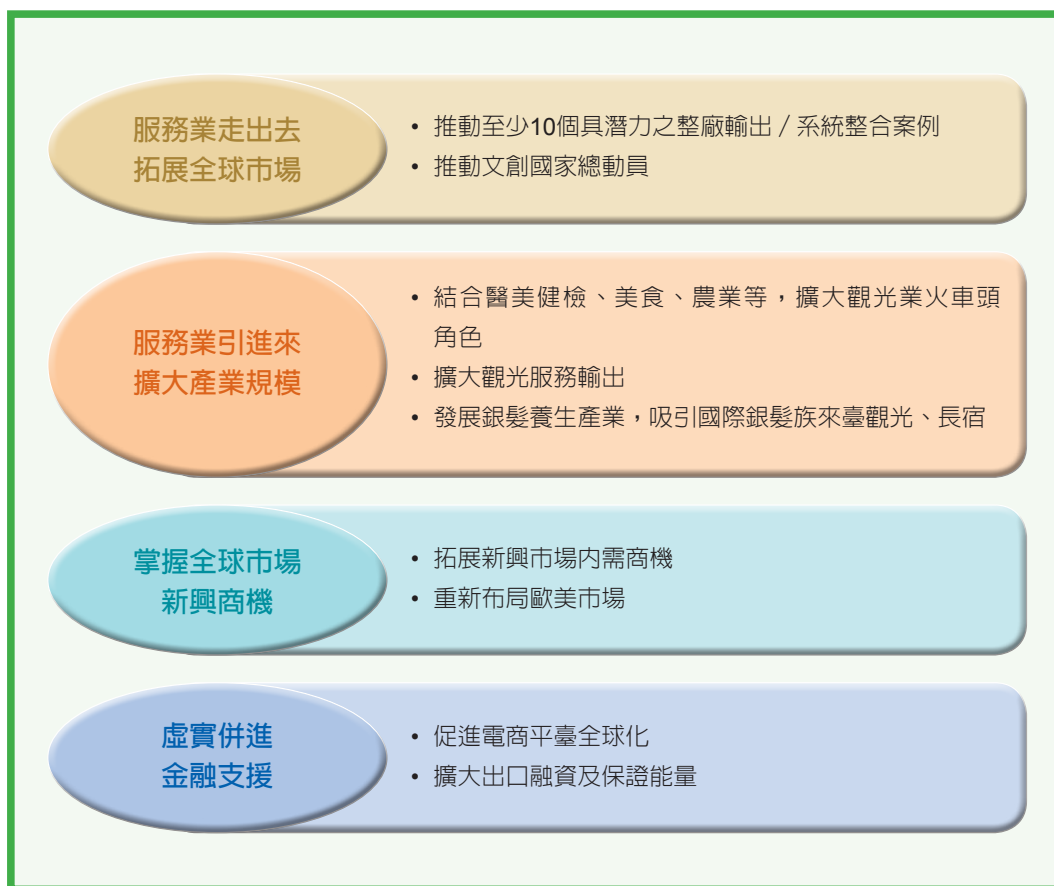 服務業走出去
拓展全球市場
• 推動至少10個具潛力之整廠輸出／系統整合案例
• 推動文創國家總動員
服務業引進來
擴大產業規模
• 結合醫美健檢、美食、農業等，擴大觀光業火車頭
角色
• 擴大觀光服務輸出
• 發展銀髮養生產業，吸引國際銀髮族來臺觀光、長宿
掌握全球市場
新興商機
• 拓展新興市場內需商機
• 重新布局歐美市場
虛實併進
金融支援
• 促進電商平臺全球化
• 擴大出口融資及保證能量